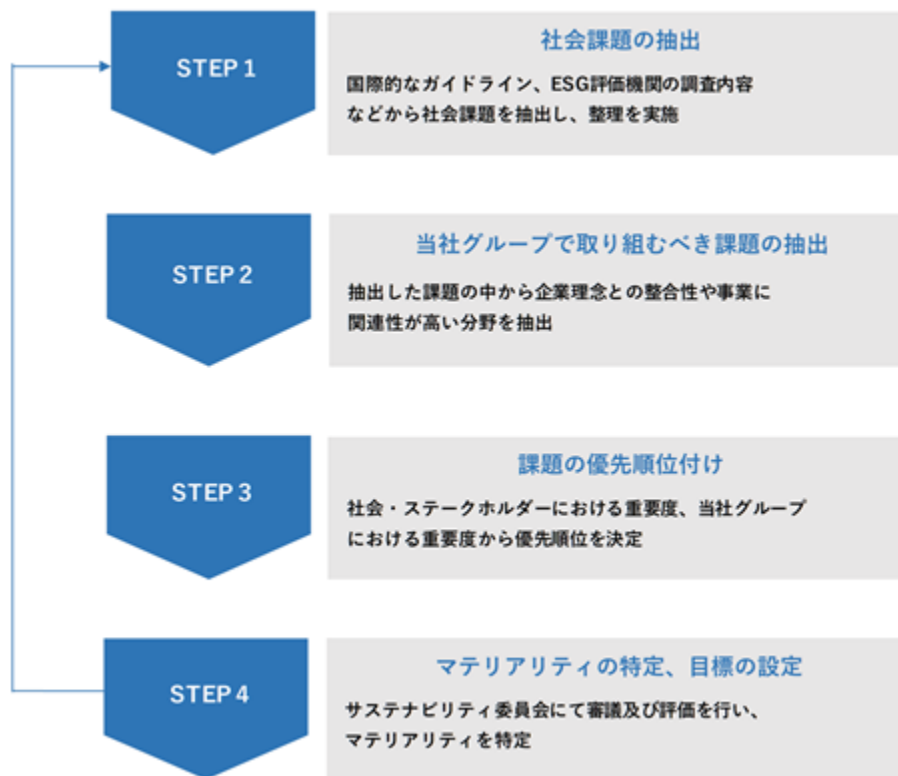 STEP 1
社会課題の抽出
国際的なガイドライン、ESG評価機関の調査内容
などから社会課題を抽出し、整理を実施
STEP 2
当社グループで取り組むべき課題の抽出
抽出した課題の中から企業理念との整合性や事業に
関連性が高い分野を抽出
STEP 3
課題の優先順位付け
社会・ステークホルダーにおける重要度、当社グループ
における重要度から優先順位を決定
STEP 4
マテリアリティの特定、目標の設定
サステナビリティ委員会にて審議及び評価を行い、
マテリアリティを特定